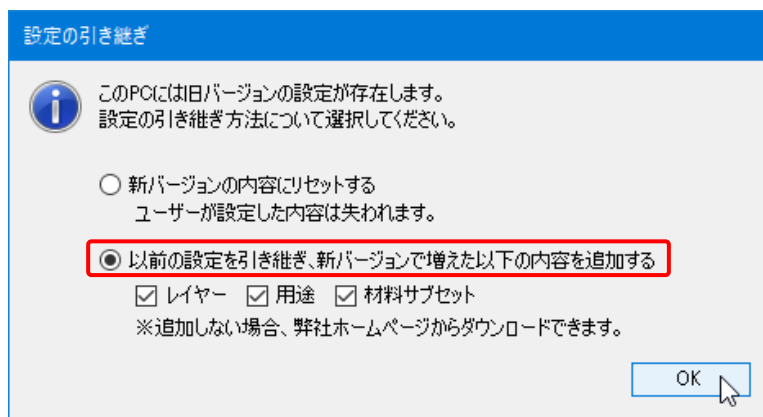 設定の引き継ぎ
このPCには旧バージョンの設定が存在します。
設定の引き継ぎ方法について選択してください。
新バージョンの内容にリセットする
ユーザーが設定した内容は失われます。
以前の設定を引き継ぎ、新バージョンで増えた以下の内容を追加する
レイヤー 用途 材料サブセット
※追加しない場合、弊社ホームページからダウンロードできます。
OK